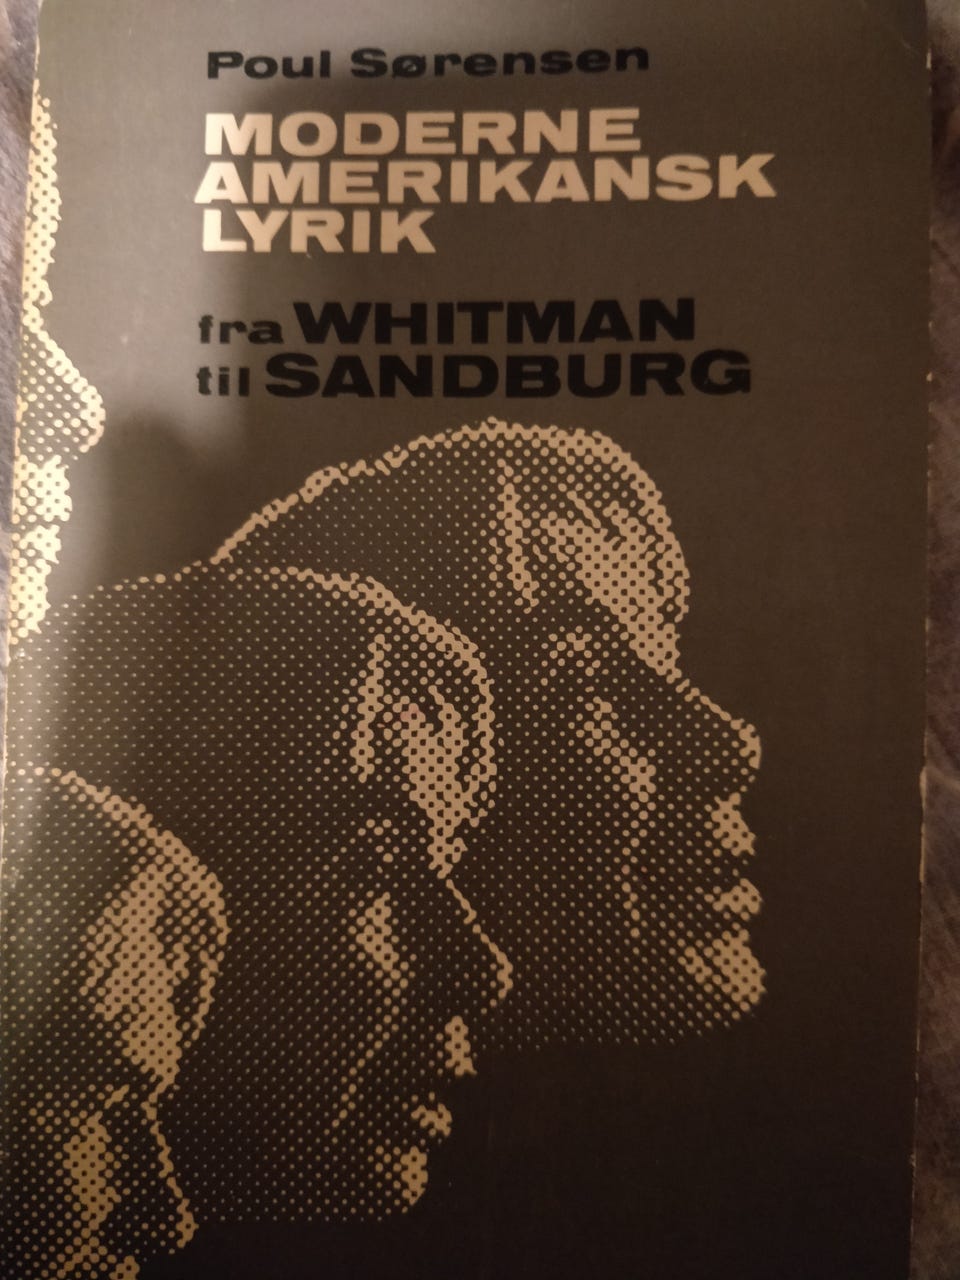 Poul Sørensen
MODERNE
AMERIKANSK
LYRIK
fra WHITMAN
til SANDBURG